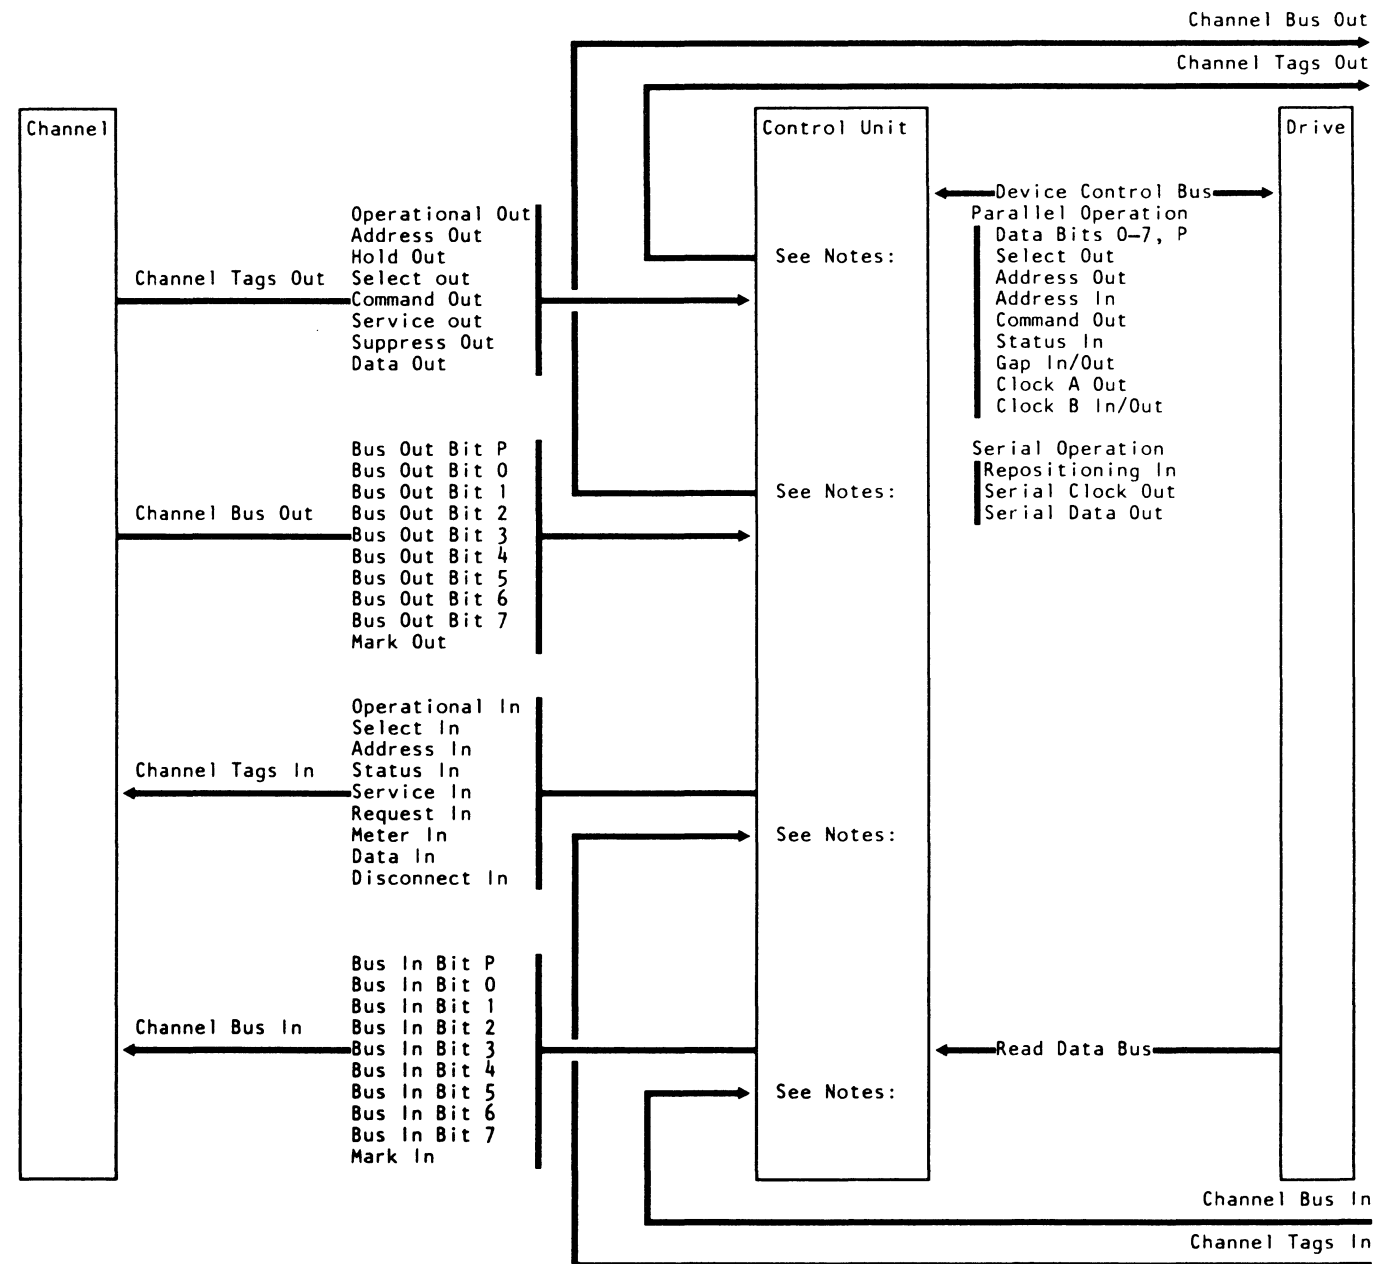 Channel Bus Out
Channel Tags Out
Channel
Control Unit
Drive
Channel Tags Out
Operational Out
Address Out
Hold Out
Select out
Command Out
Service out
Suppress Out
Data Out
See Notes:
Device Control Bus
Parallel Operation
Data Bits 0-7, P
Select Out
Address Out
Address In
Command Out
Status In
Gap In/Out
Clock A Out
Clock B In/Out
Serial Operation
Repositioning In
Serial Clock Out
Serial Data Out
Channel Bus Out
Bus Out Bit P
Bus Out Bit 0
Bus Out Bit 1
Bus Out Bit 2
Bus Out Bit 3
Bus Out Bit 4
Bus Out Bit 5
Bus Out Bit 6
Bus Out Bit 7
Mark Out
See Notes:
Channel Tags In
Operational In
Select In
Address In
Status In
Service In
Request In
Meter In
Data In
Disconnect In
See Notes:
Channel Bus In
Bus In Bit P
Bus In Bit 0
Bus In Bit 1
Bus In Bit 2
Bus In Bit 3
Bus In Bit 4
Bus In Bit 5
Bus In Bit 6
Bus In Bit 7
Mark In
Read Data Bus
See Notes:
Channel Bus In
Channel Tags In